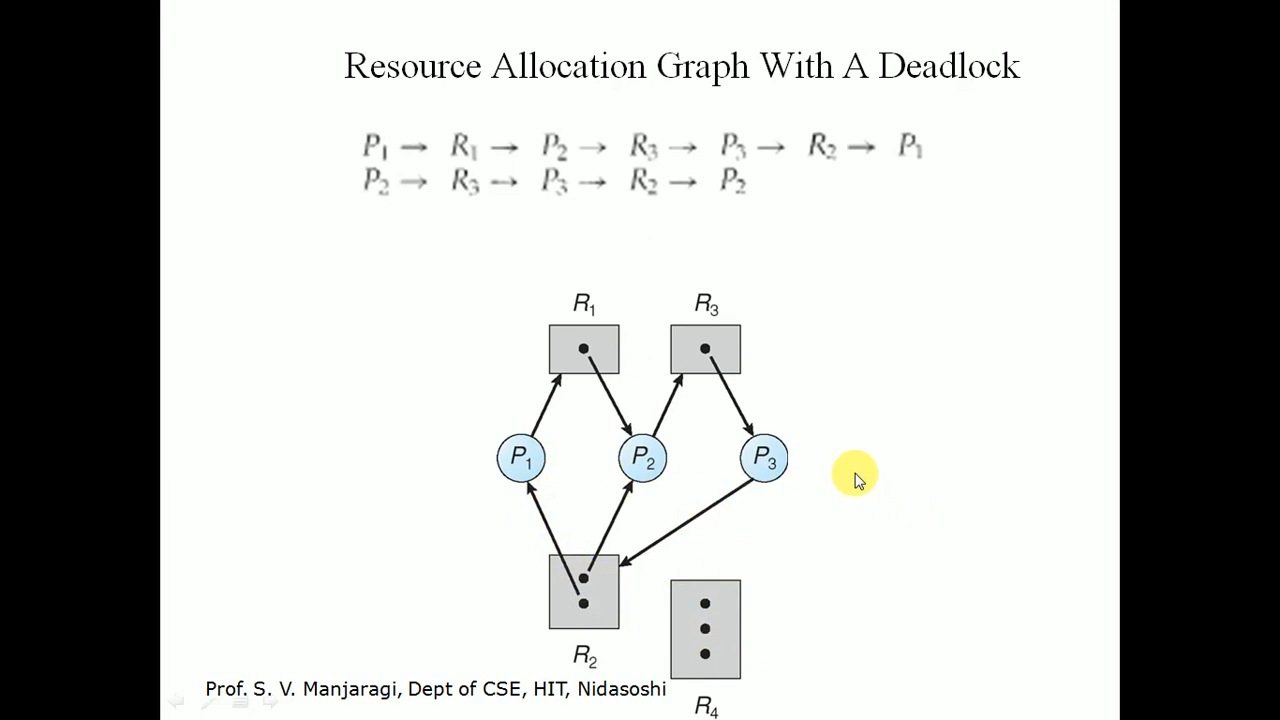 Resource Allocation Graph With A Deadlock
P₁ → R₁ → P₂ → R₃ → P₃ → R₂ → P₁
P₂ → R₃ → P₃ → R₂ → P₂
R₁ R₃
P₁ P₂ P₃
R₂
Prof. S. V. Manjaragi, Dept of CSE, HIT, Nidasoshi
R₄